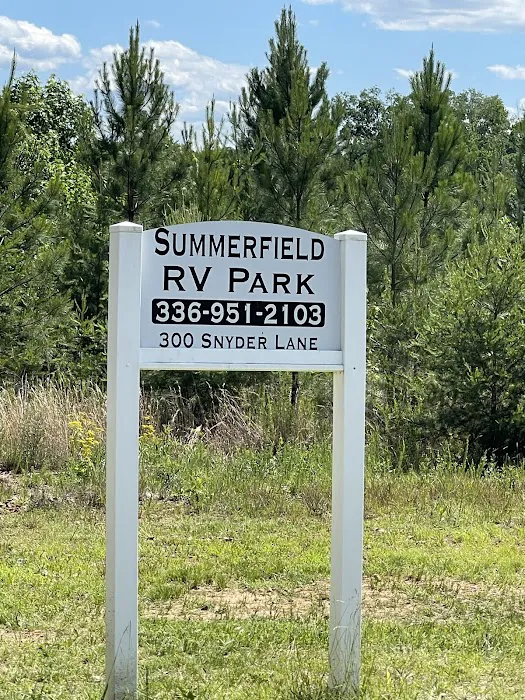 SUMMERFIELD
RV PARK
336-951-2103
300 SNYDER LANE